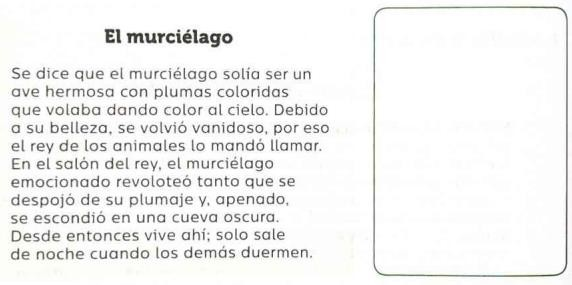 El murciélago
Se dice que el murciélago solía ser un
ave hermosa con plumas coloridas
que volaba dando color al cielo. Debido
a su belleza, se volvió vanidoso, por eso
el rey de los animales lo mandó llamar.
En el salón del rey, el murciélago
emocionado revoloteó tanto que se
despojó de su plumaje y, apenado,
se escondió en una cueva oscura.
Desde entonces vive ahí; solo sale
de noche cuando los demás duermen.